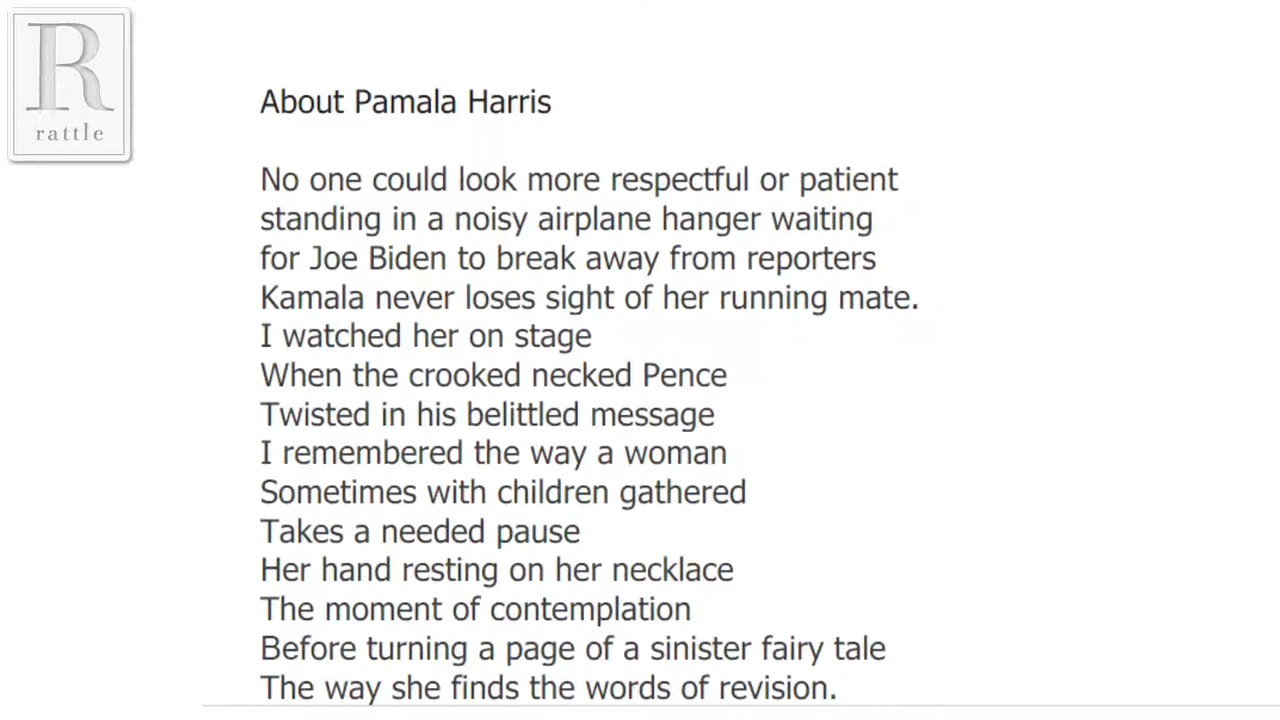 R
rattle
About Pamala Harris
No one could look more respectful or patient
standing in a noisy airplane hanger waiting
for Joe Biden to break away from reporters
Kamala never loses sight of her running mate.
I watched her on stage
When the crooked necked Pence
Twisted in his belittled message
I remembered the way a woman
Sometimes with children gathered
Takes a needed pause
Her hand resting on her necklace
The moment of contemplation
Before turning a page of a sinister fairy tale
The way she finds the words of revision.